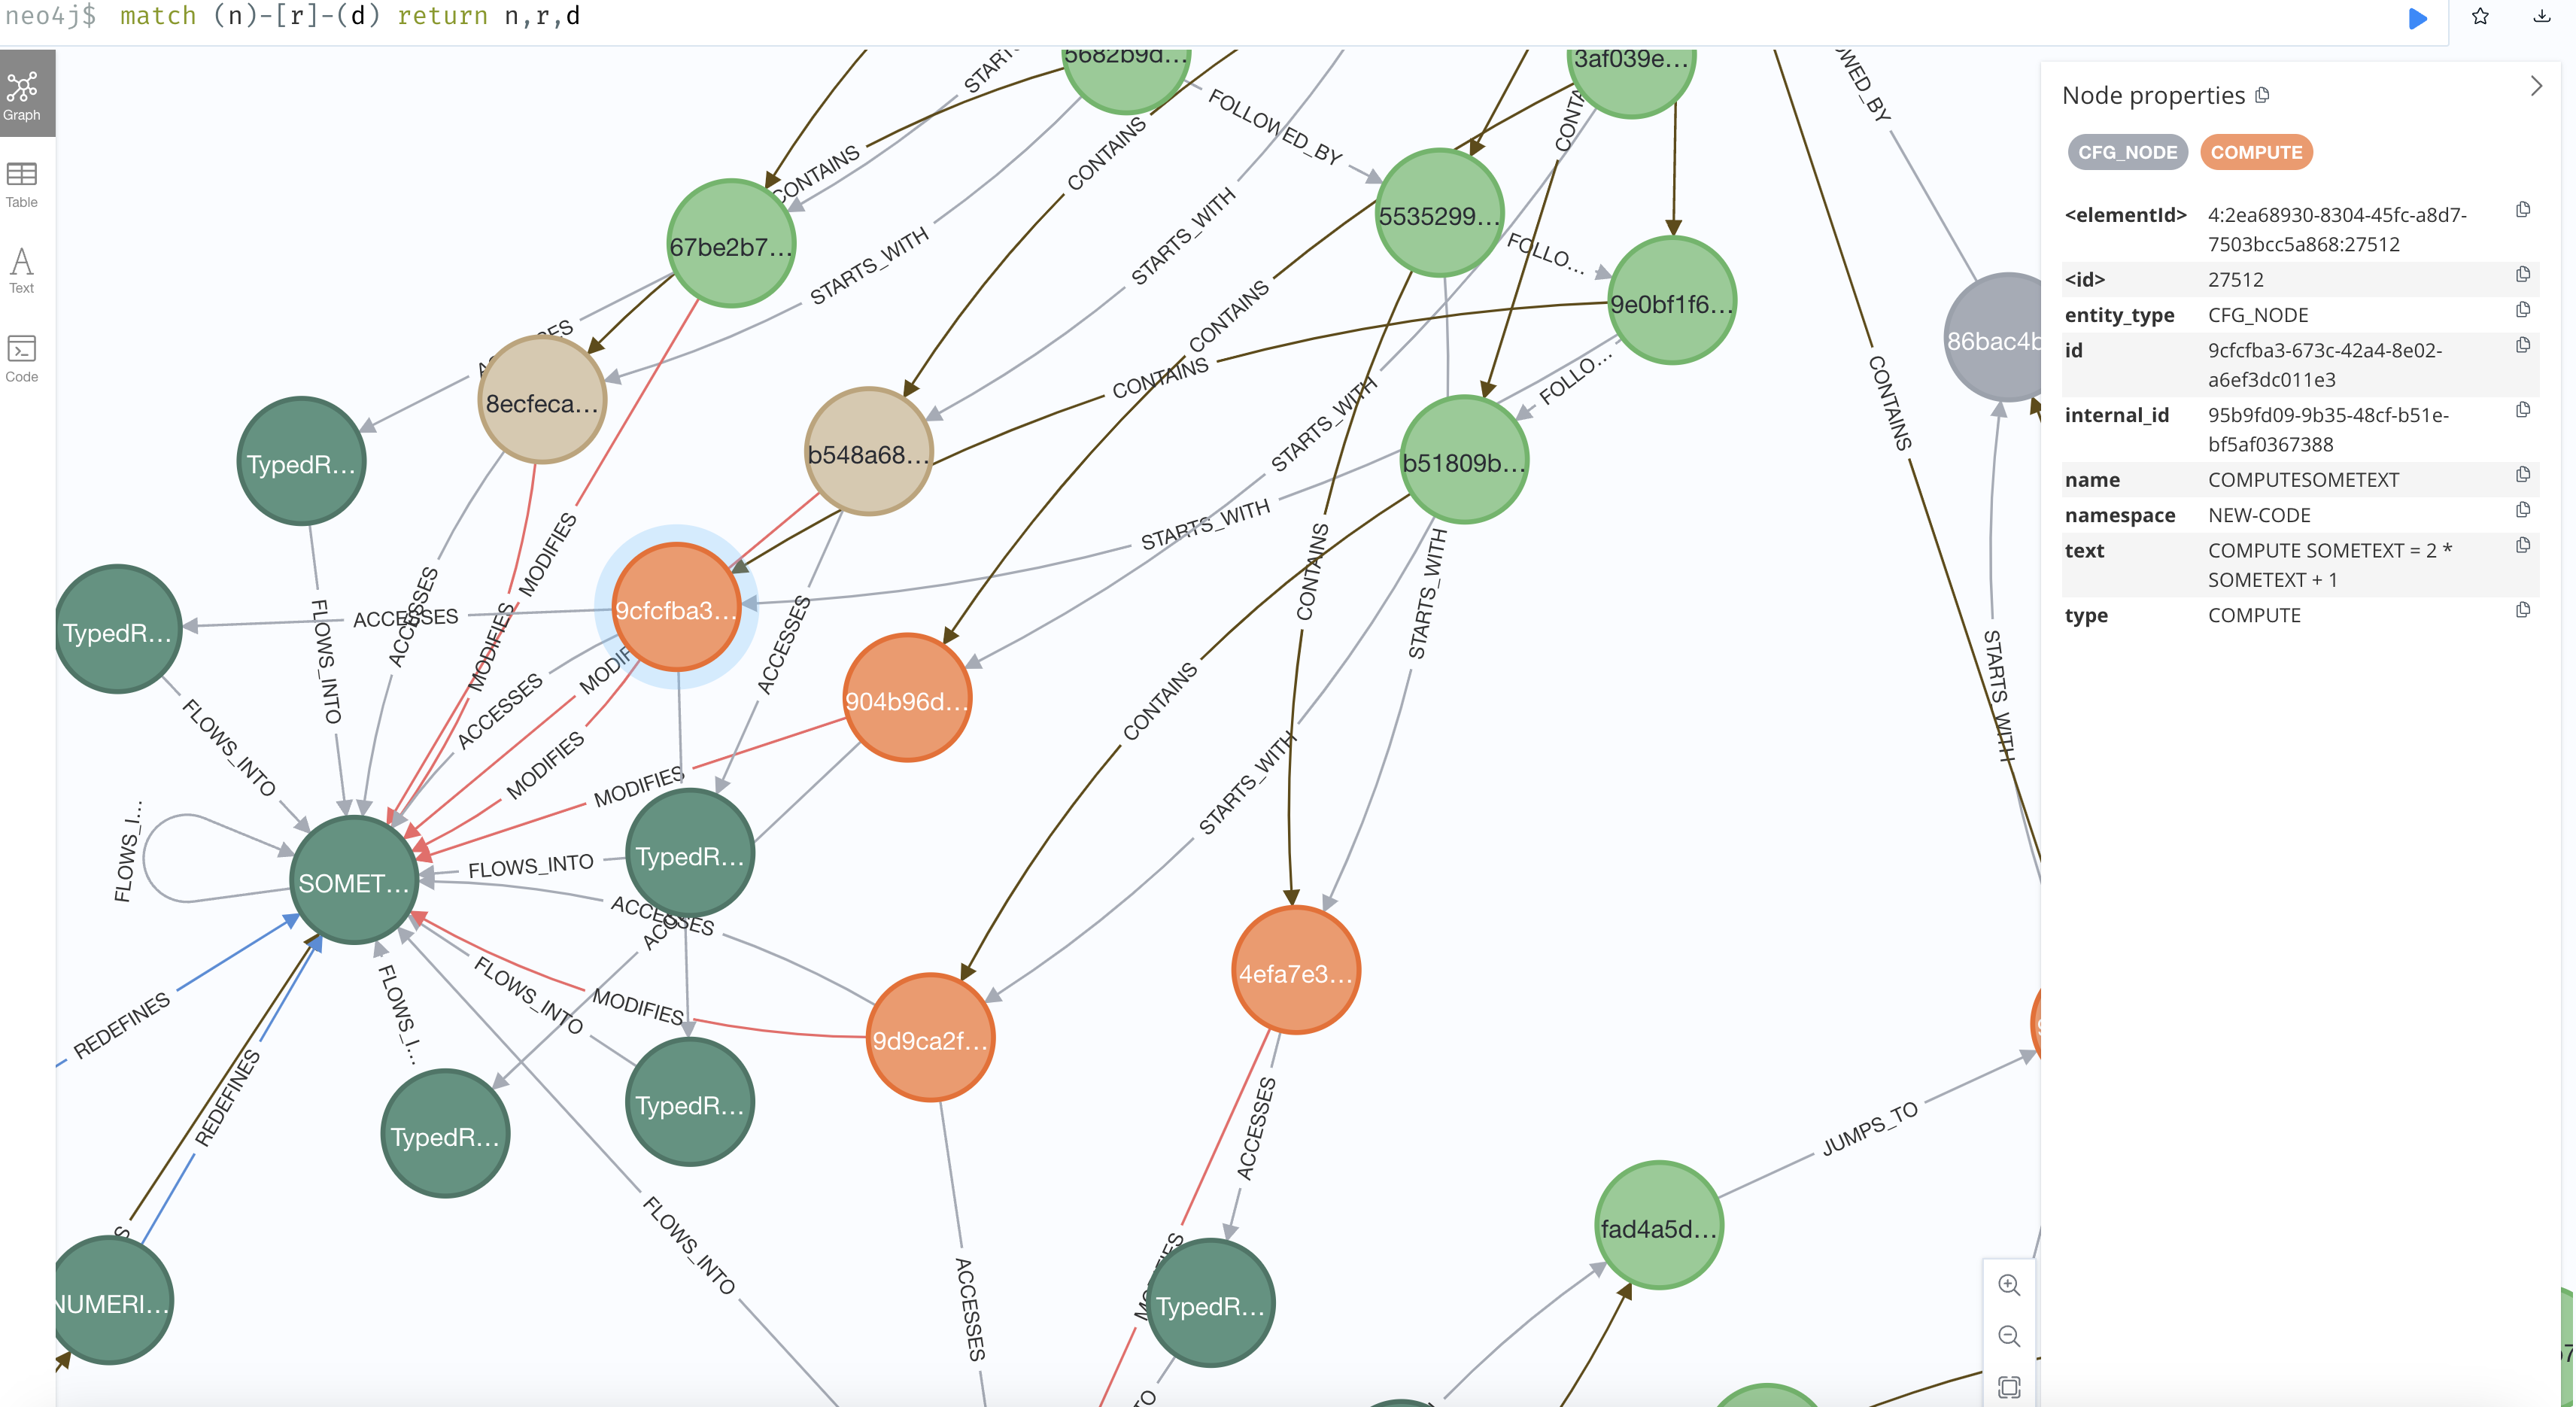 neo4j$ match (n)-[r]-(d) return n,r,d
Graph
Table
Text
Code
5682b9d...
3af039e...
FOLLOWED_BY
CONTAINS
CONTAINS
67be2b7...
5535299...
STARTS_WITH
STARTS_WITH
FOLLO...
9e0bf1f6...
CONTAINS
86bac4b
8ecfeca...
CONTAINS
FOLLO...
CONTAINS
TypedR...
b548a68...
STARTS_WITH
b51809b...
STARTS_WITH
MODIFIES
CONTAINS
STARTS_WITH
TypedR...
ACCESSES
FLOWS_INTO
ACCESSES
MODIFIES
9cfcfba3...
ACCESSES
904b96d...
CONTAINS
STARTS_WITH
ACCESSES
FLOWS_INTO
MODIFIES
MODIFIES
STARTS_WITH
FLOWS_I...
SOMET...
FLOWS_INTO
TypedR...
ACCESSES
REDEFINES
FLOWS_I...
FLOWS_INTO
MODIFIES
9d9ca2f...
4efa7e3...
REDEFINES
TypedR...
TypedR...
ACCESSES
JUMPS_TO
FLOWS_INTO
fad4a5d...
NUMERI...
ACCESSES
TypedR...
Node properties
CFG_NODE COMPUTE
<elementId> 4:2ea68930-8304-45fc-a8d7-
7503bcc5a868:27512
<id> 27512
entity_type CFG_NODE
id 9cfcfba3-673c-42a4-8e02-
a6ef3dc011e3
internal_id 95b9fd09-9b35-48cf-b51e-
bf5af0367388
name COMPUTESOMETEXT
namespace NEW-CODE
text COMPUTE SOMETEXT = 2 *
SOMETEXT + 1
type COMPUTE